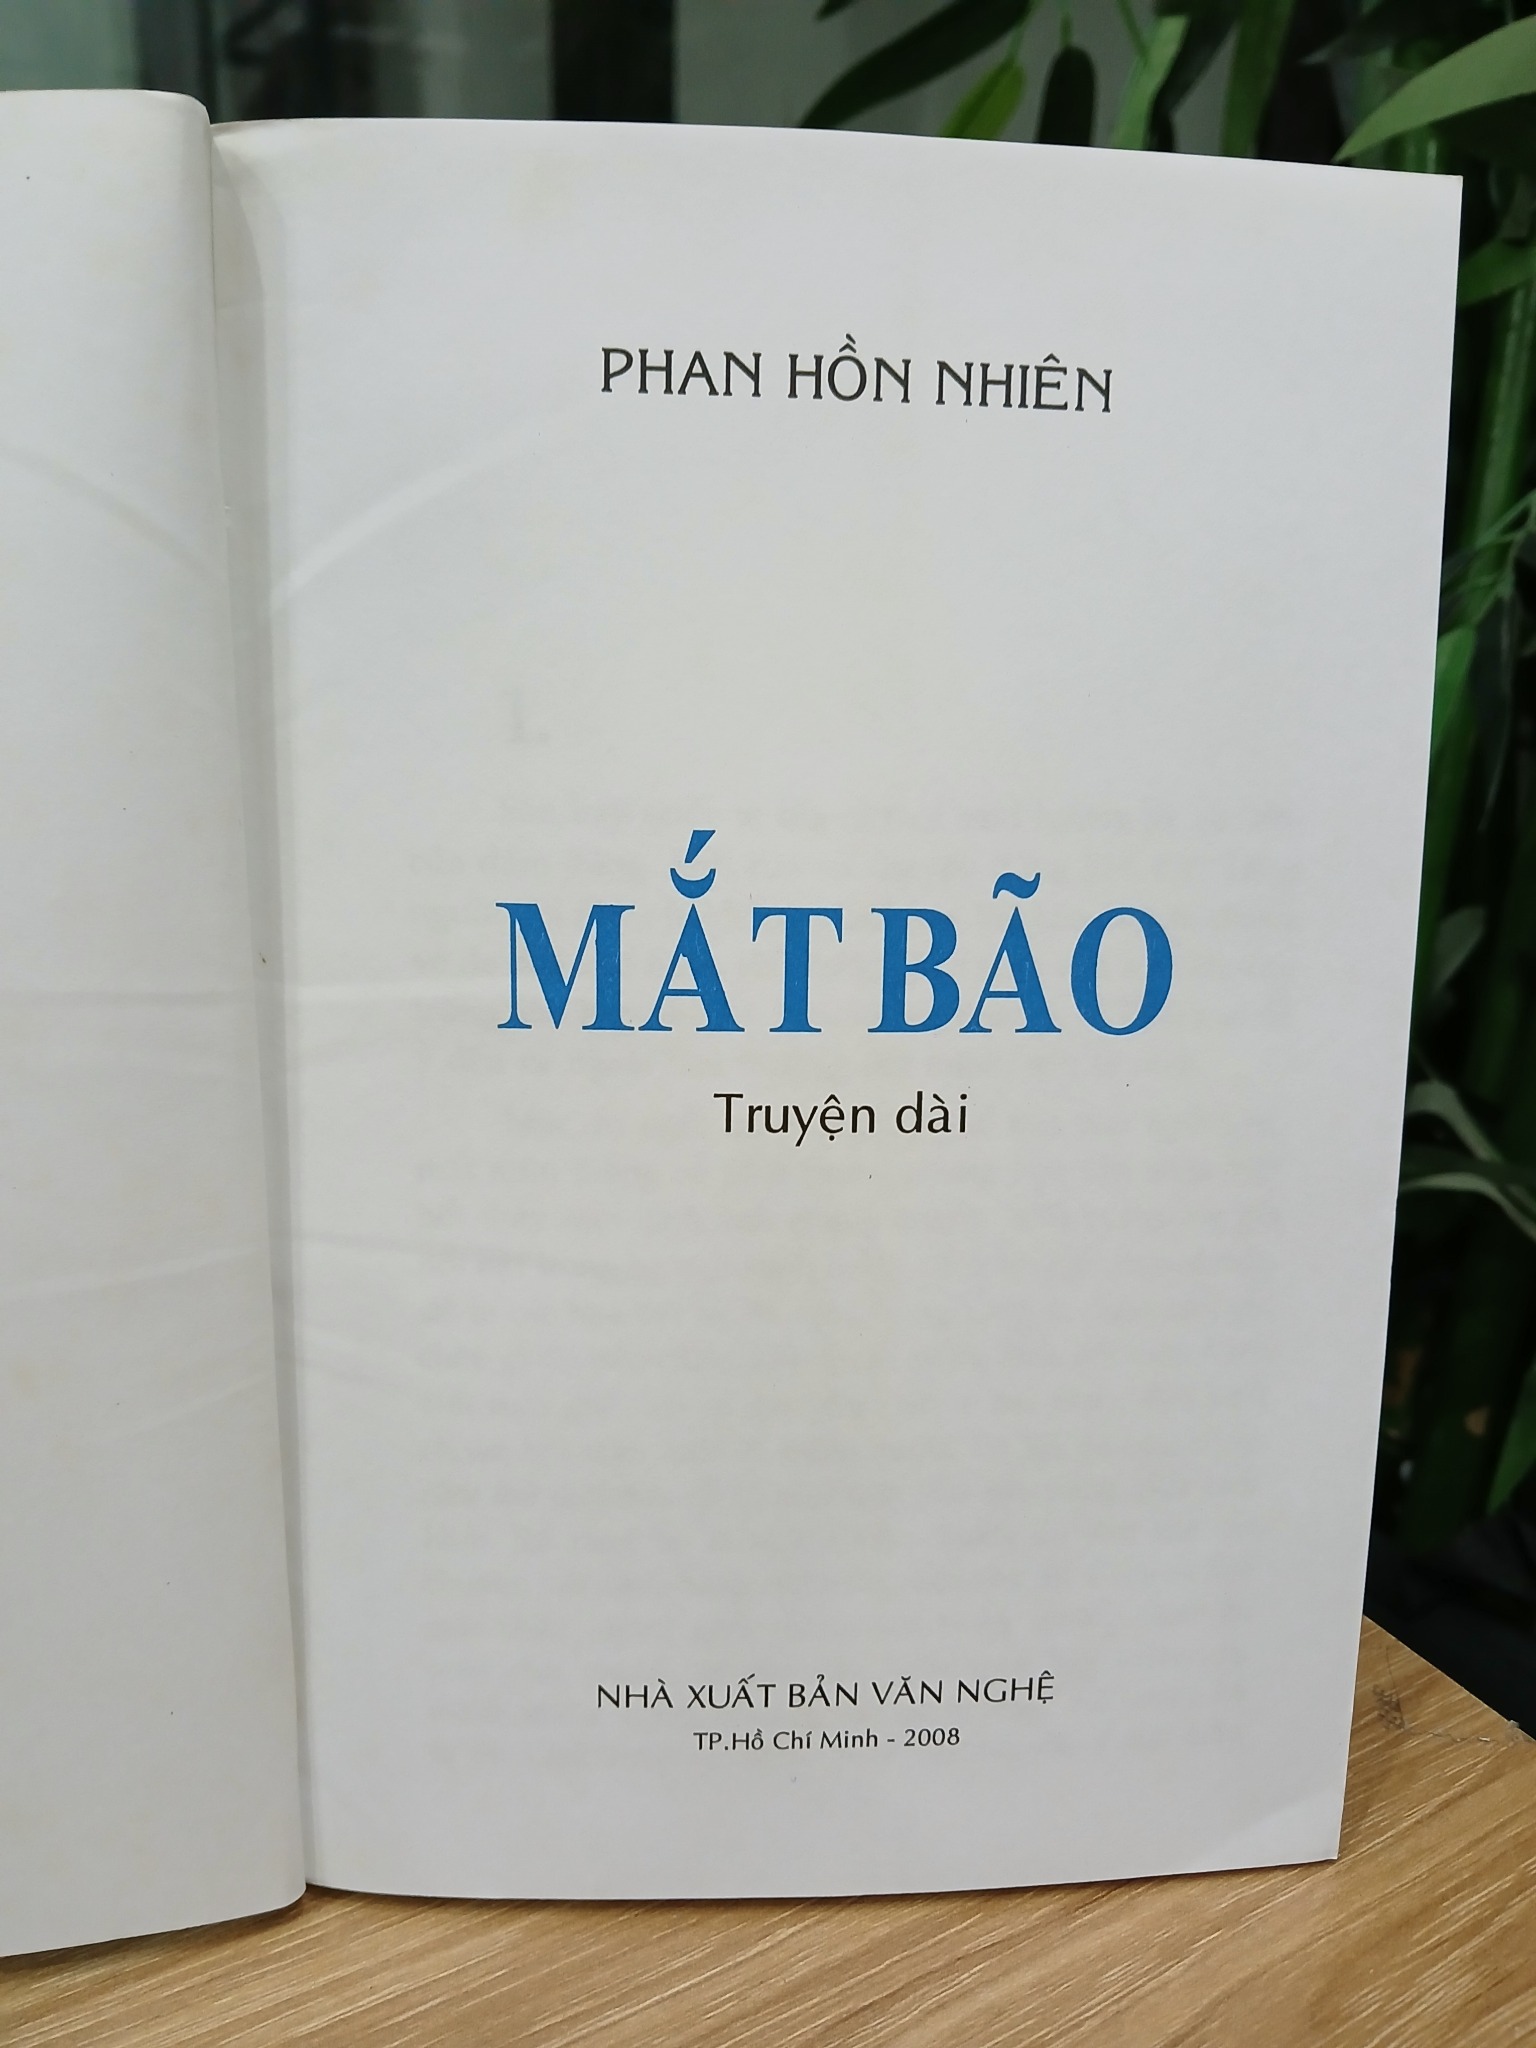 PHAN HỒN NHIÊN
MẮT BÃO
Truyện dài
NHÀ XUẤT BẢN VĂN NGHỆ
TP.Hồ Chí Minh - 2008